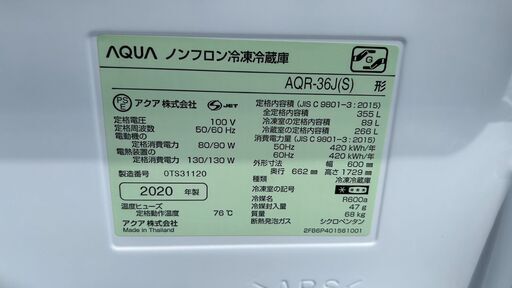 AQUA ノンフロン冷凍冷蔵庫
AQR-36J(S) 形
PSE
アクア株式会社 S JET
定格電圧 100 V
定格周波数 50/60 Hz
電動機の
定格消費電力 80/90 W
電熱装置の
定格消費電力 130/130 W
製造番号 0TS31120
2020 年製
温度ヒューズ
定格動作温度 76℃
アクア株式会社
Made in Thailand
定格内容積 (JIS C 9801-3 : 2015)
全定格内容積 355 L
冷凍室の定格内容積 89 L
冷蔵室の定格内容積 266 L
消費電力量 (JIS C 9801-3 : 2015)
50Hz 420 kWh/年
60Hz 420 kWh/年
外形寸法 幅 600 mm
奥行 662 mm 高さ 1729 mm
種類 冷凍冷蔵庫
冷凍室の記号
冷媒 R600a
冷媒封入量 47 g
質量 68 kg
断熱発泡ガス シクロペンタン
2FB6P401561001
>ABS<